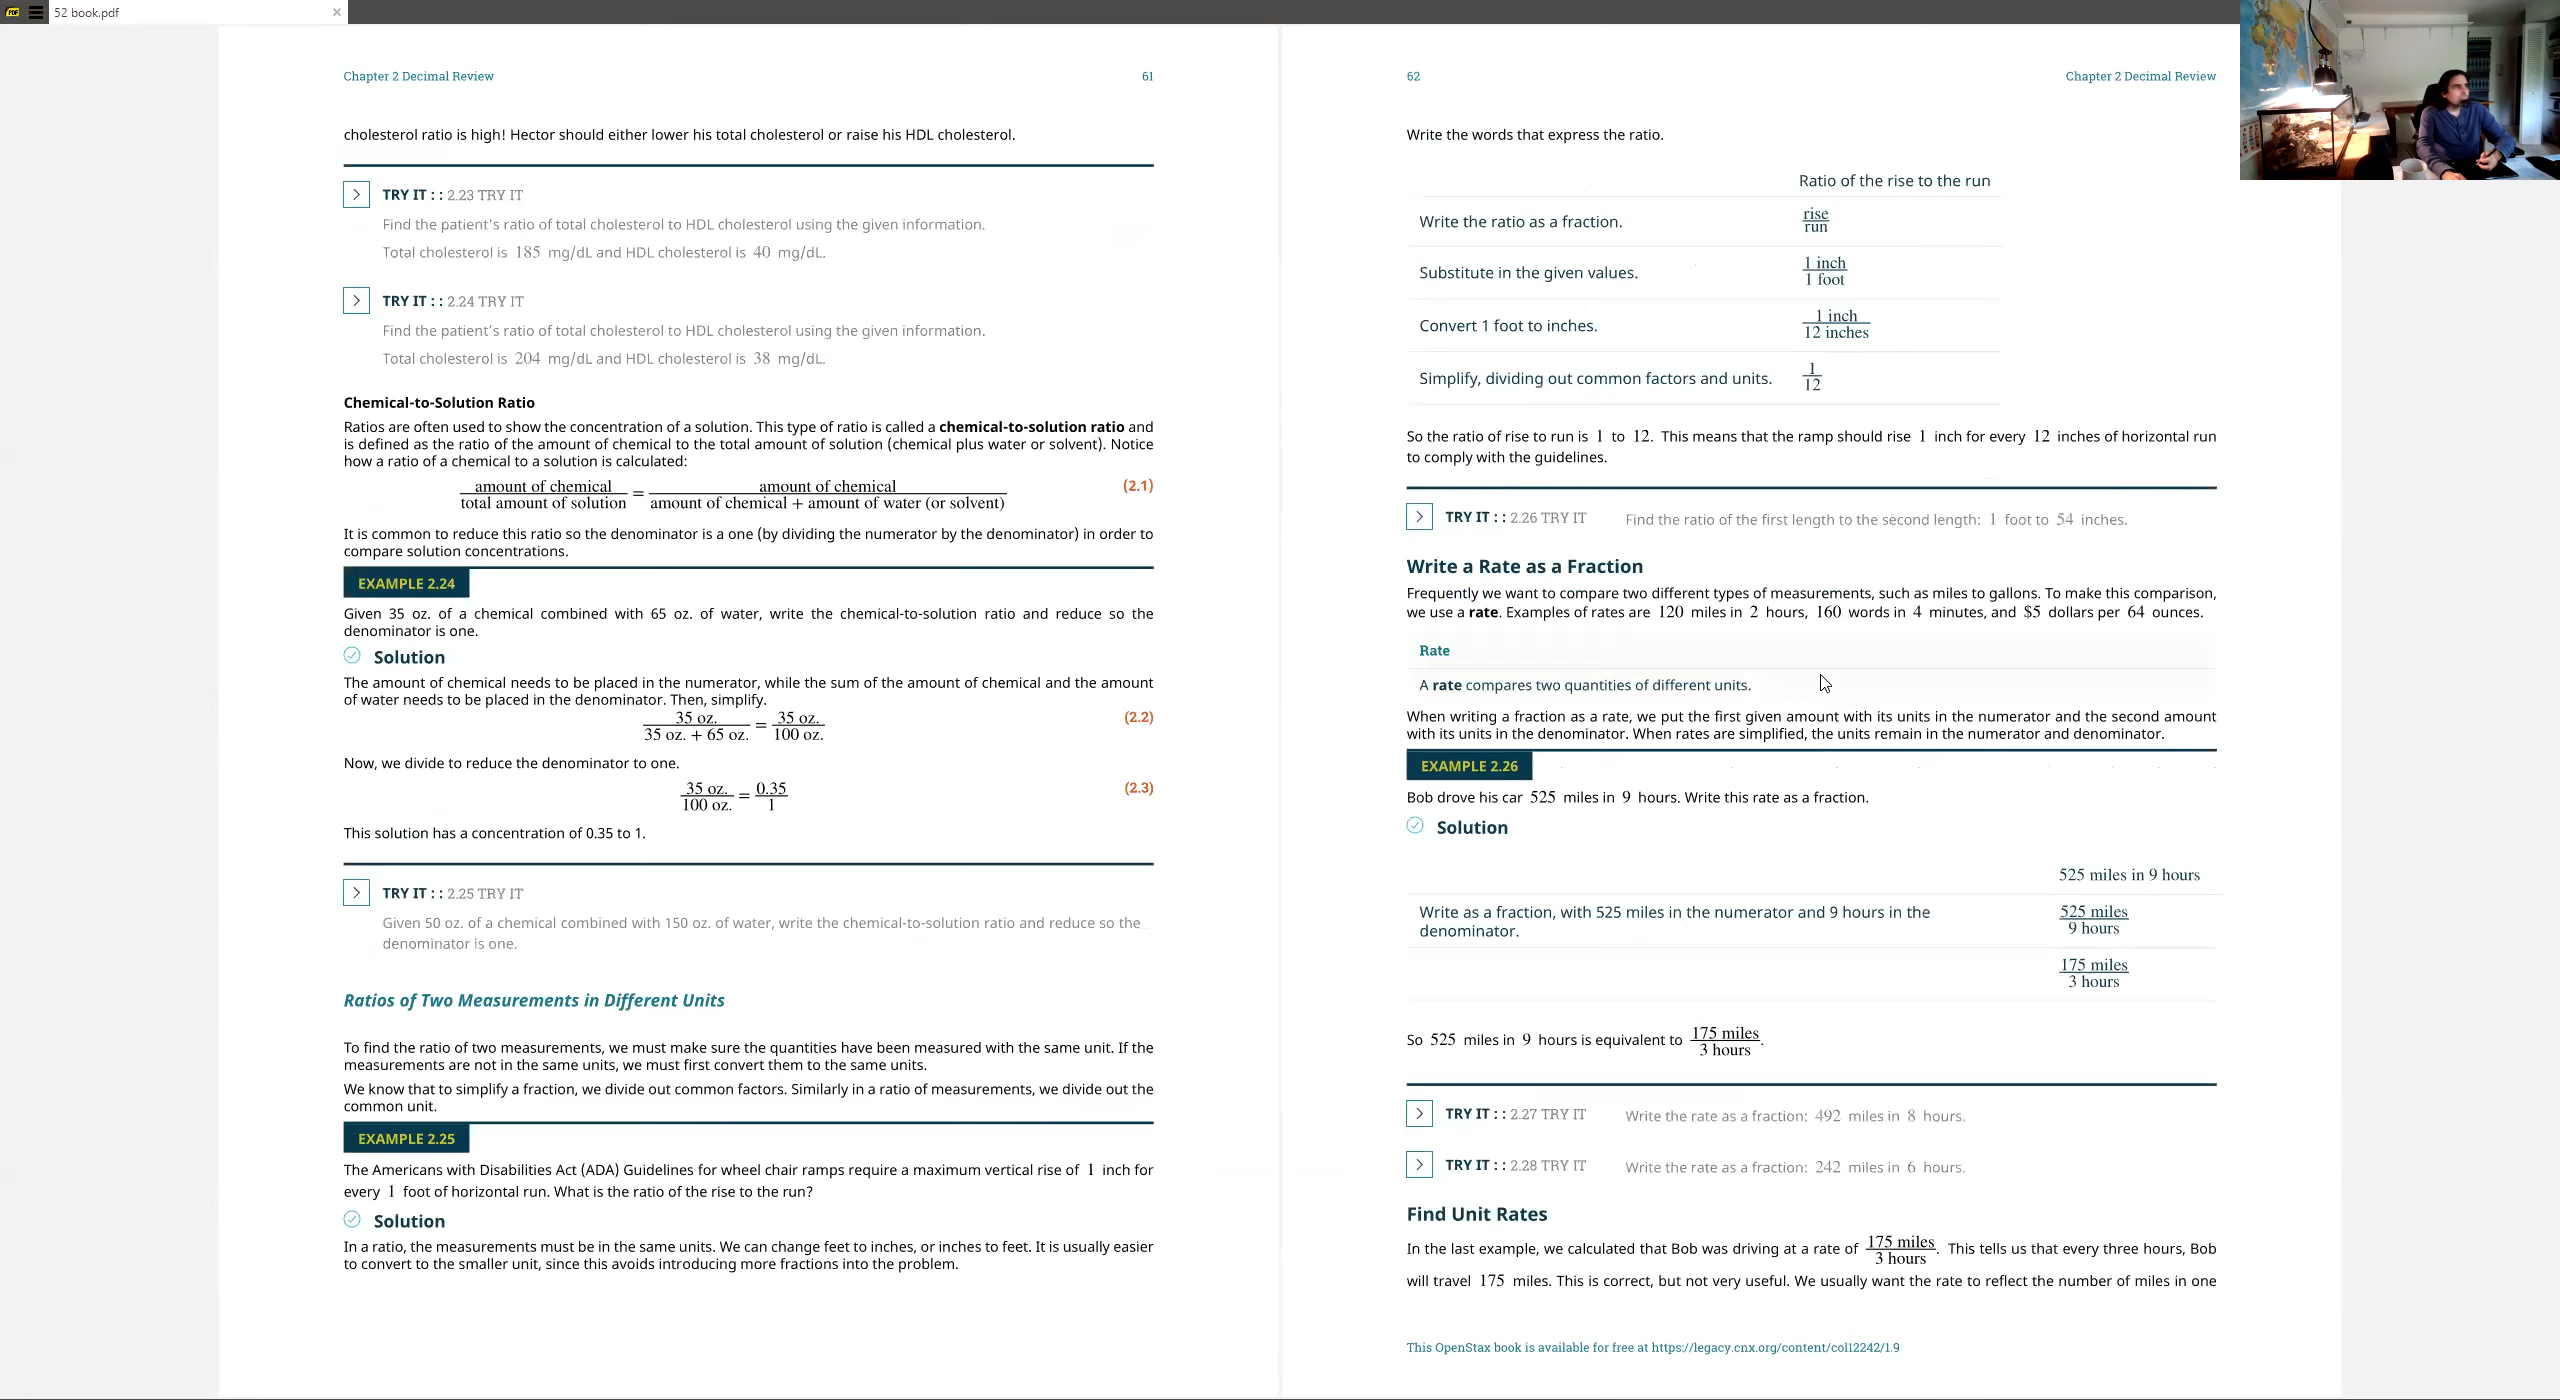 52 book.pdf
Chapter 2 Decimal Review 61
cholesterol ratio is high! Hector should either lower his total cholesterol or raise his HDL cholesterol.
TRY IT : : 2.23 TRY IT
Find the patient's ratio of total cholesterol to HDL cholesterol using the given information.
Total cholesterol is 185 mg/dL and HDL cholesterol is 40 mg/dL.
TRY IT : : 2.24 TRY IT
Find the patient's ratio of total cholesterol to HDL cholesterol using the given information.
Total cholesterol is 204 mg/dL and HDL cholesterol is 38 mg/dL.
Chemical-to-Solution Ratio
Ratios are often used to show the concentration of a solution. This type of ratio is called a chemical-to-solution ratio and
is defined as the ratio of the amount of chemical to the total amount of solution (chemical plus water or solvent). Notice
how a ratio of a chemical to a solution is calculated:
amount of chemical / total amount of solution = amount of chemical / amount of chemical + amount of water (or solvent) (2.1)
It is common to reduce this ratio so the denominator is a one (by dividing the numerator by the denominator) in order to
compare solution concentrations.
EXAMPLE 2.24
Given 35 oz. of a chemical combined with 65 oz. of water, write the chemical-to-solution ratio and reduce so the
denominator is one.
Solution
The amount of chemical needs to be placed in the numerator, while the sum of the amount of chemical and the amount
of water needs to be placed in the denominator. Then, simplify.
35 oz. / 35 oz. + 65 oz. = 35 oz. / 100 oz. (2.2)
Now, we divide to reduce the denominator to one.
35 oz. / 100 oz. = 0.35 / 1 (2.3)
This solution has a concentration of 0.35 to 1.
TRY IT : : 2.25 TRY IT
Given 50 oz. of a chemical combined with 150 oz. of water, write the chemical-to-solution ratio and reduce so the
denominator is one.
Ratios of Two Measurements in Different Units
To find the ratio of two measurements, we must make sure the quantities have been measured with the same unit. If the
measurements are not in the same units, we must first convert them to the same units.
We know that to simplify a fraction, we divide out common factors. Similarly in a ratio of measurements, we divide out the
common unit.
EXAMPLE 2.25
The Americans with Disabilities Act (ADA) Guidelines for wheel chair ramps require a maximum vertical rise of 1 inch for
every 1 foot of horizontal run. What is the ratio of the rise to the run?
Solution
In a ratio, the measurements must be in the same units. We can change feet to inches, or inches to feet. It is usually easier
to convert to the smaller unit, since this avoids introducing more fractions into the problem.
62 Chapter 2 Decimal Review
Write the words that express the ratio.
Ratio of the rise to the run
Write the ratio as a fraction. rise / run
Substitute in the given values. 1 inch / 1 foot
Convert 1 foot to inches. 1 inch / 12 inches
Simplify, dividing out common factors and units. 1 / 12
So the ratio of rise to run is 1 to 12. This means that the ramp should rise 1 inch for every 12 inches of horizontal run
to comply with the guidelines.
TRY IT : : 2.26 TRY IT Find the ratio of the first length to the second length: 1 foot to 54 inches.
Write a Rate as a Fraction
Frequently we want to compare two different types of measurements, such as miles to gallons. To make this comparison,
we use a rate. Examples of rates are 120 miles in 2 hours, 160 words in 4 minutes, and $5 dollars per 64 ounces.
Rate
A rate compares two quantities of different units.
When writing a fraction as a rate, we put the first given amount with its units in the numerator and the second amount
with its units in the denominator. When rates are simplified, the units remain in the numerator and denominator.
EXAMPLE 2.26
Bob drove his car 525 miles in 9 hours. Write this rate as a fraction.
Solution
525 miles in 9 hours
Write as a fraction, with 525 miles in the numerator and 9 hours in the
denominator.
525 miles / 9 hours
175 miles / 3 hours
So 525 miles in 9 hours is equivalent to 175 miles / 3 hours.
TRY IT : : 2.27 TRY IT Write the rate as a fraction: 492 miles in 8 hours.
TRY IT : : 2.28 TRY IT Write the rate as a fraction: 242 miles in 6 hours.
Find Unit Rates
In the last example, we calculated that Bob was driving at a rate of 175 miles / 3 hours. This tells us that every three hours, Bob
will travel 175 miles. This is correct, but not very useful. We usually want the rate to reflect the number of miles in one
This OpenStax book is available for free at https://legacy.cnx.org/content/col12242/1.9